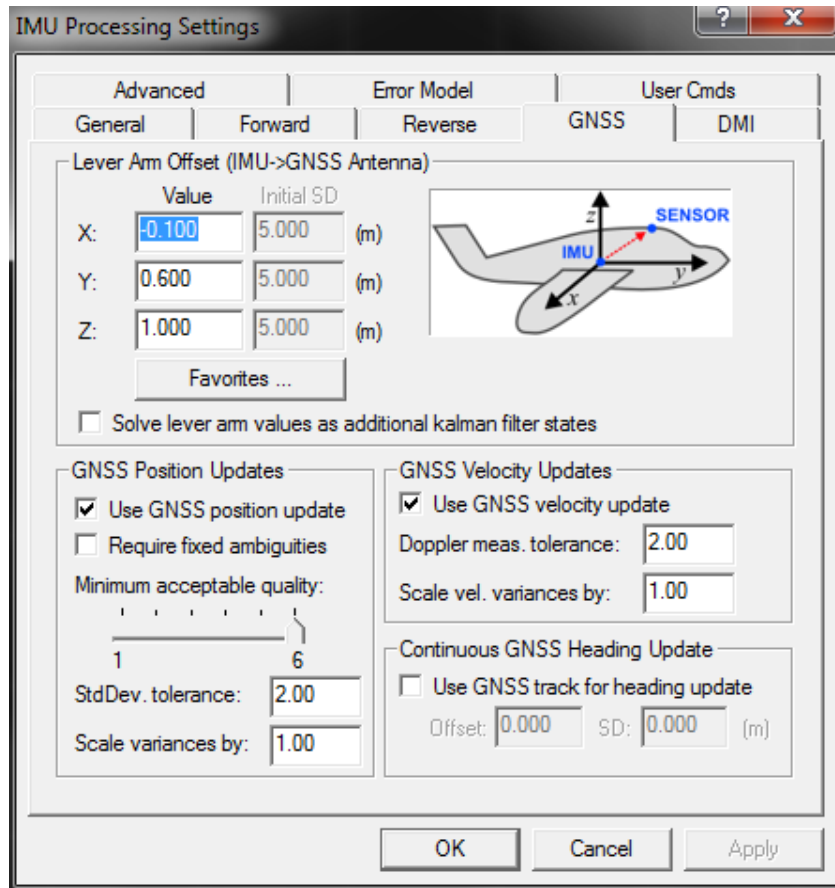 IMU Processing Settings
?
X
Advanced
Error Model
User Cmds
General
Forward
Reverse
GNSS
DMI
Lever Arm Offset (IMU->GNSS Antenna)
Value
Initial SD
X:
-0.100
5.000
(m)
Y:
0.600
5.000
(m)
Z:
1.000
5.000
(m)
z
SENSOR
IMU
y
x
Favorites ...
Solve lever arm values as additional kalman filter states
GNSS Position Updates
Use GNSS position update
Require fixed ambiguities
Minimum acceptable quality:
1
6
StdDev. tolerance:
2.00
Scale variances by:
1.00
GNSS Velocity Updates
Use GNSS velocity update
Doppler meas. tolerance:
2.00
Scale vel. variances by:
1.00
Continuous GNSS Heading Update
Use GNSS track for heading update
Offset:
0.000
SD:
0.000
(m)
OK
Cancel
Apply